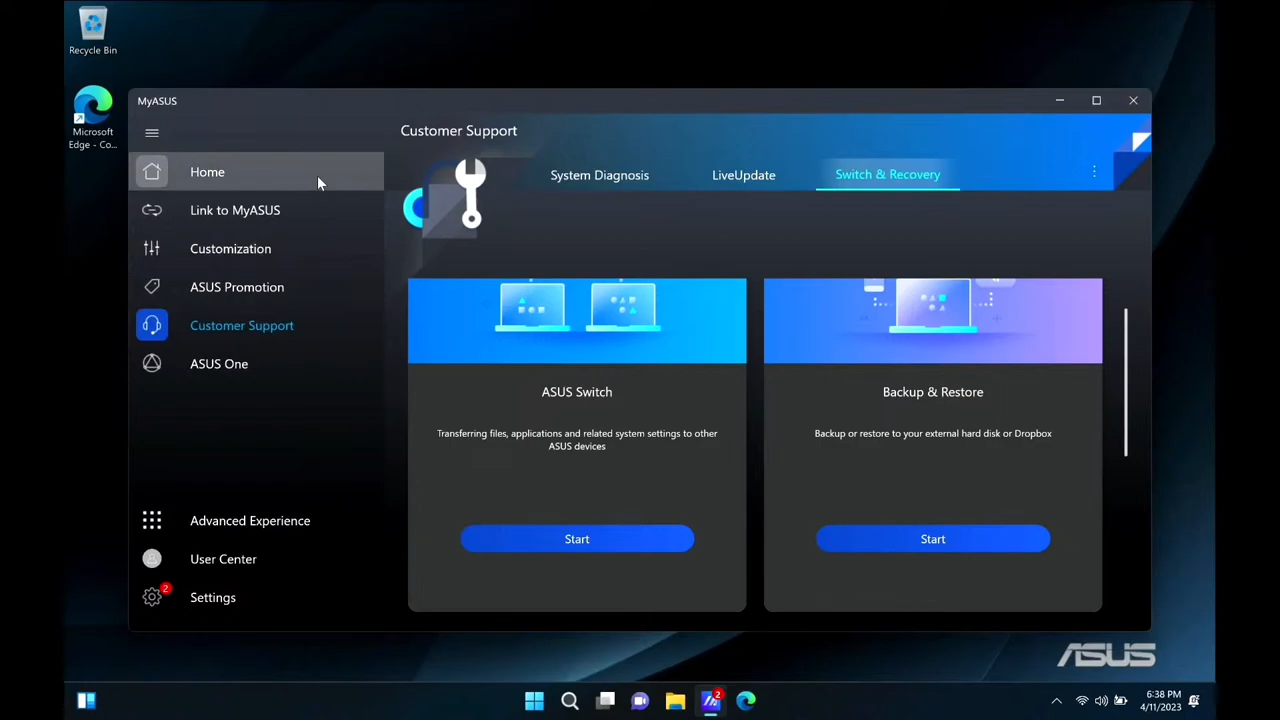 Recycle Bin
Microsoft
Edge - Co...
MyASUS
Home
Link to MyASUS
Customization
ASUS Promotion
Customer Support
ASUS One
Advanced Experience
User Center
2
Settings
Customer Support
System Diagnosis
LiveUpdate
Switch & Recovery
ASUS Switch
Transferring files, applications and related system settings to other
ASUS devices
Start
Backup & Restore
Backup or restore to your external hard disk or Dropbox
Start
ASUS
2
6:38 PM
4/11/2023